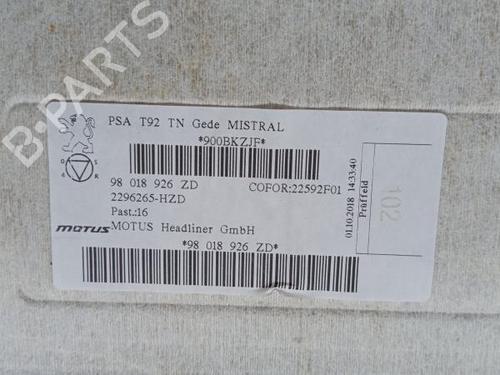 PSA T92 TN Gede MISTRAL
*900BKZJF*
98 018 926 ZD
COFOR:22592F01
2296265-HZD
Past.:16
MOTUS
MOTUS Headliner GmbH
*98 018 926 ZD*
01.10.2018 14:33:40
Prüffeld
102
B-PARTS